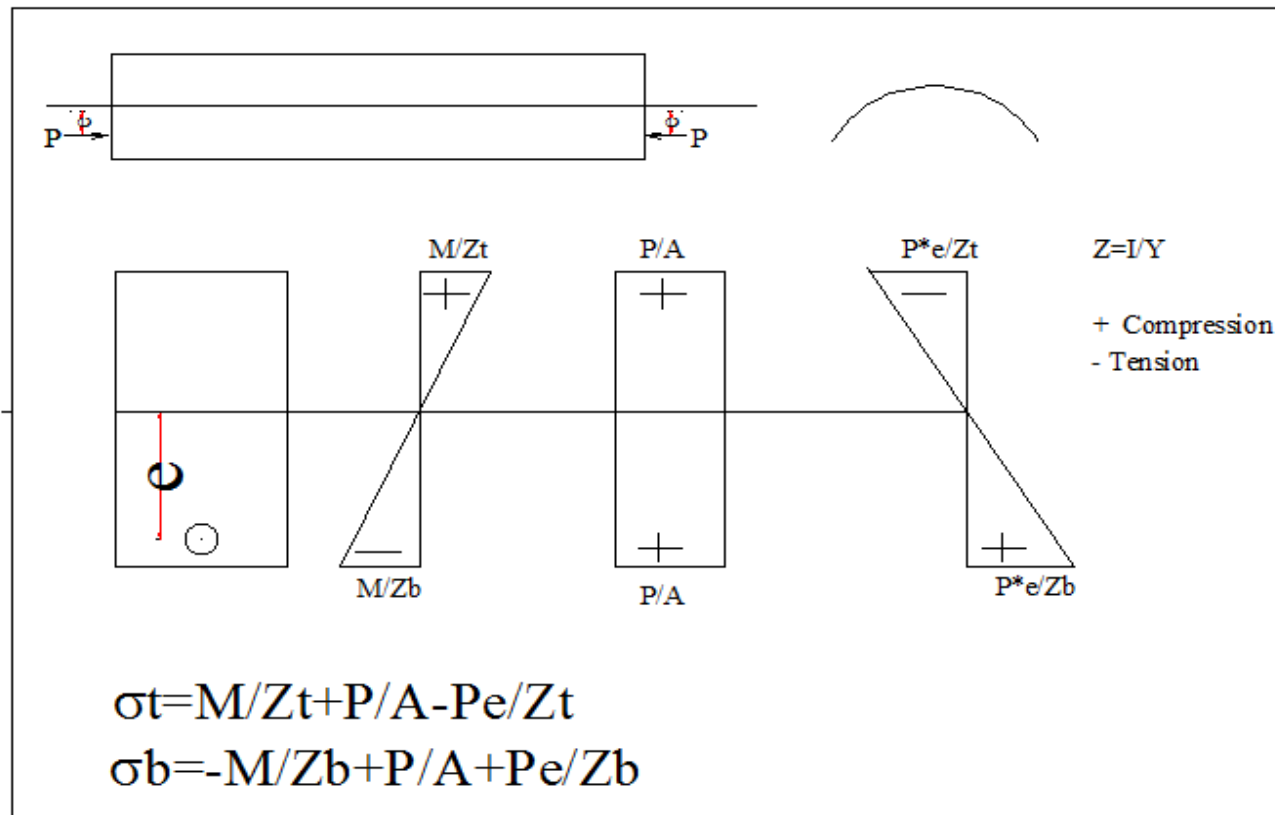 e
e
P
P
M/Zt
P/A
P*e/Zt
Z=I/Y
+ Compression
- Tension
e
M/Zb
P/A
P*e/Zb
σt=M/Zt+P/A-Pe/Zt
σb=-M/Zb+P/A+Pe/Zb